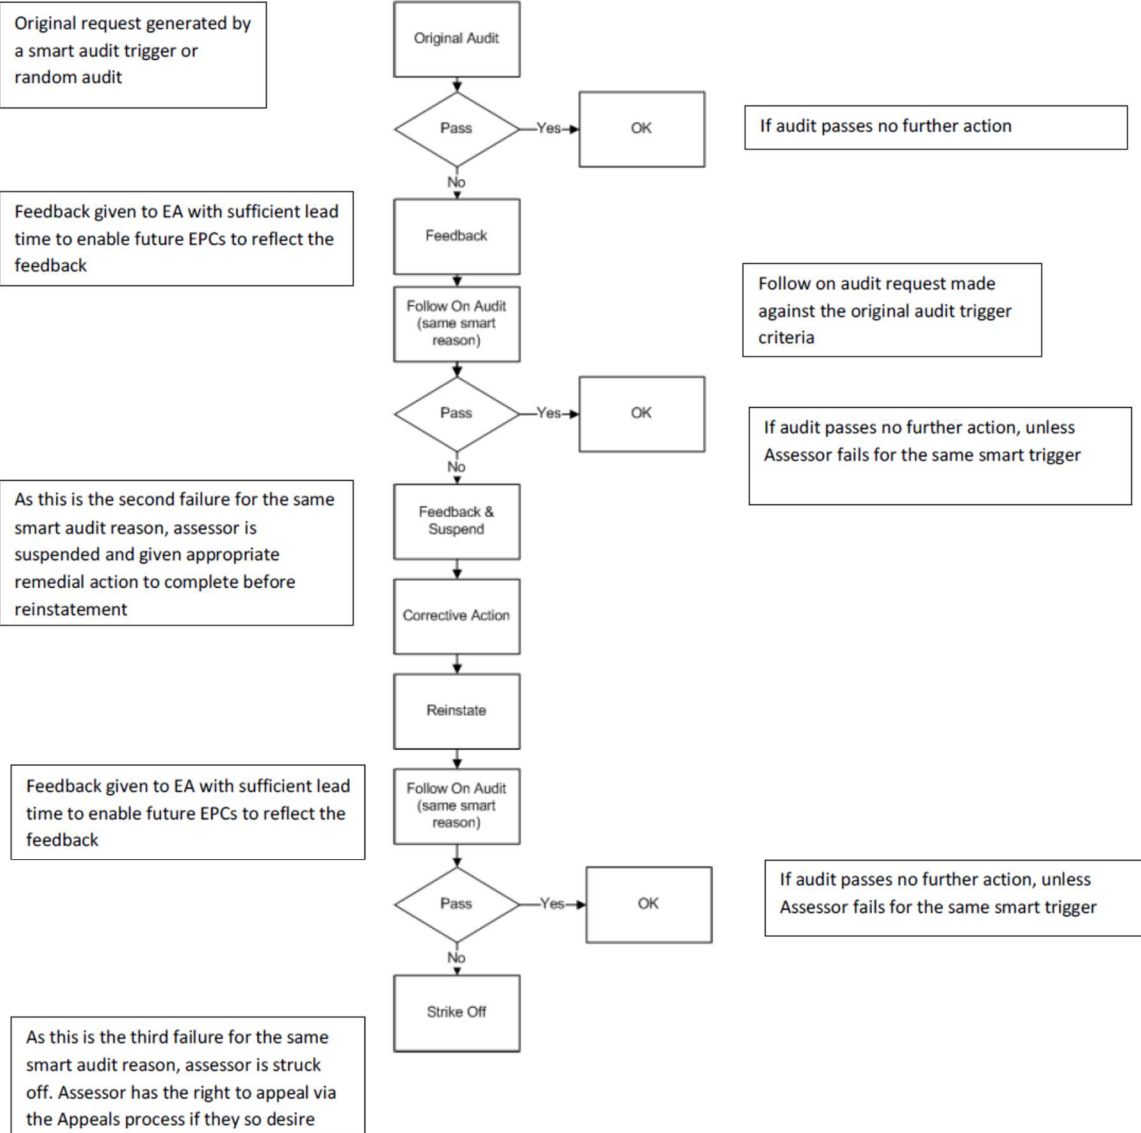 Original request generated by
a smart audit trigger or
random audit
Original Audit
Pass
Yes
OK
If audit passes no further action
No
Feedback given to EA with sufficient lead
time to enable future EPCs to reflect the
feedback
Feedback
Follow On Audit
(same smart
reason)
Follow on audit request made
against the original audit trigger
criteria
Pass
Yes
OK
If audit passes no further action, unless
Assessor fails for the same smart trigger
No
As this is the second failure for the same
smart audit reason, assessor is
suspended and given appropriate
remedial action to complete before
reinstatement
Feedback &
Suspend
Corrective Action
Reinstate
Feedback given to EA with sufficient lead
time to enable future EPCs to reflect the
feedback
Follow On Audit
(same smart
reason)
Pass
Yes
OK
If audit passes no further action, unless
Assessor fails for the same smart trigger
No
Strike Off
As this is the third failure for the same
smart audit reason, assessor is struck
off. Assessor has the right to appeal via
the Appeals process if they so desire